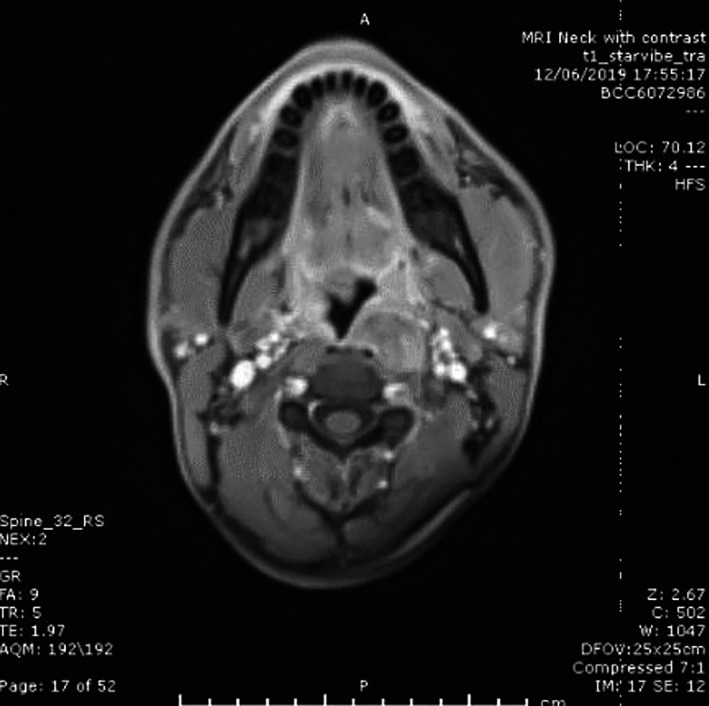 A
MRI Neck with contrast
t1_starvibe_tra
12/06/2019 17:55:17
BCC6072986
---
LOC: 70.12
THK: 4 ---
HFS
R
L
Spine_32_RS
NEX:2
---
GR
FA: 9
TR: 5
TE: 1.97
AQM: 192\192
Page: 17 of 52
P
Z: 2.67
C: 502
W: 1047
DFOV:25x25cm
Compressed 7:1
IM: 17 SE: 12
cm